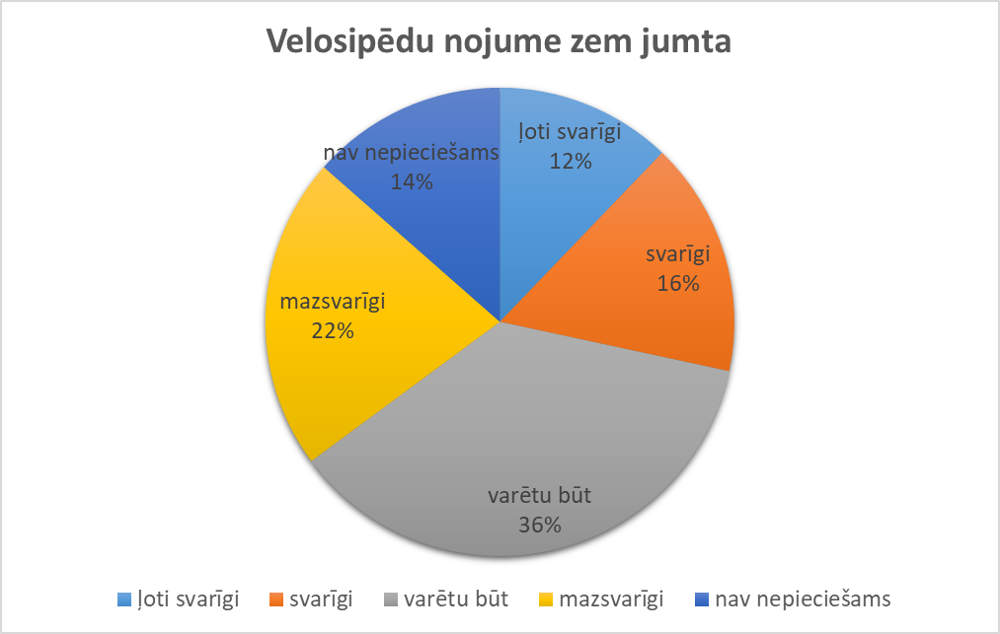 Velosipēdu nojume zem jumta
ļoti svarīgi
12%
svarīgi
16%
varētu būt
36%
mazsvarīgi
22%
nav nepieciešams
14%
ļoti svarīgi
svarīgi
varētu būt
mazsvarīgi
nav nepieciešams